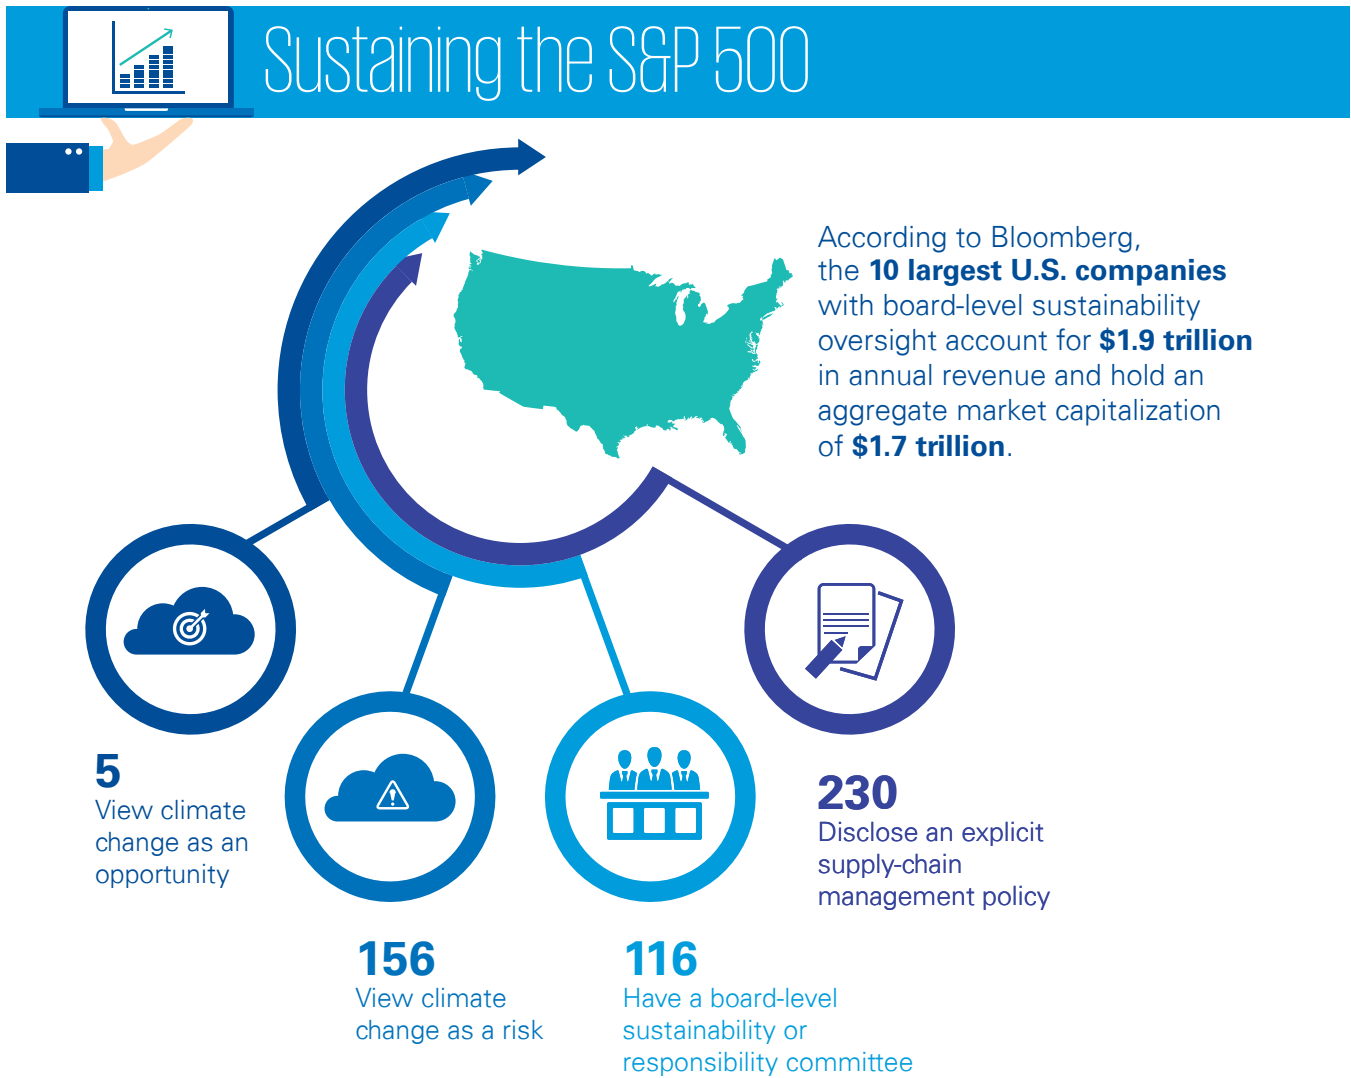 Sustaining the S&P 500
According to Bloomberg,
the 10 largest U.S. companies
with board-level sustainability
oversight account for $1.9 trillion
in annual revenue and hold an
aggregate market capitalization
of $1.7 trillion.
5
View climate
change as an
opportunity
156
View climate
change as a risk
116
Have a board-level
sustainability or
responsibility committee
230
Disclose an explicit
supply-chain
management policy